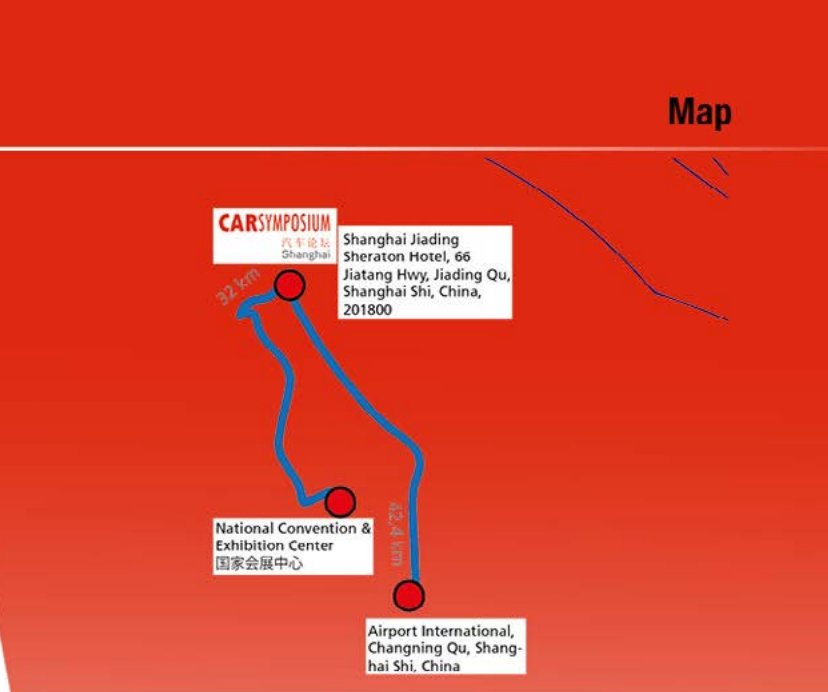 Map
CARSYMPOSIUM
汽车论坛
Shanghai
Shanghai Jiading
Sheraton Hotel, 66
Jiatang Hwy, Jiading Qu,
Shanghai Shi, China,
201800
32 km
National Convention &
Exhibition Center
国家会展中心
42,4 km
Airport International,
Changning Qu, Shang-
hai Shi, China